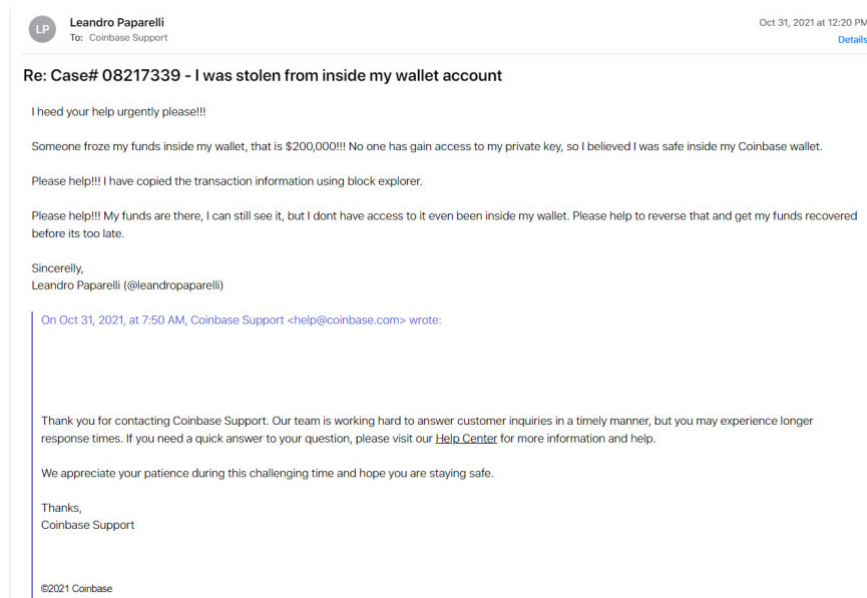 LP
Leandro Paparelli
Oct 31, 2021 at 12:20 PM
To: Coinbase Support
Details
Re: Case# 08217339 - I was stolen from inside my wallet account
I heed your help urgently please!!!
Someone froze my funds inside my wallet, that is $200,000!!! No one has gain access to my private key, so I believed I was safe inside my Coinbase wallet.
Please help!!! I have copied the transaction information using block explorer.
Please help!!! My funds are there, I can still see it, but I dont have access to it even been inside my wallet. Please help to reverse that and get my funds recovered
before its too late.
Sincerelly,
Leandro Paparelli (@leandropaparelli)
On Oct 31, 2021, at 7:50 AM, Coinbase Support <help@coinbase.com> wrote:
Thank you for contacting Coinbase Support. Our team is working hard to answer customer inquiries in a timely manner, but you may experience longer
response times. If you need a quick answer to your question, please visit our Help Center for more information and help.
We appreciate your patience during this challenging time and hope you are staying safe.
Thanks,
Coinbase Support
©2021 Coinbase